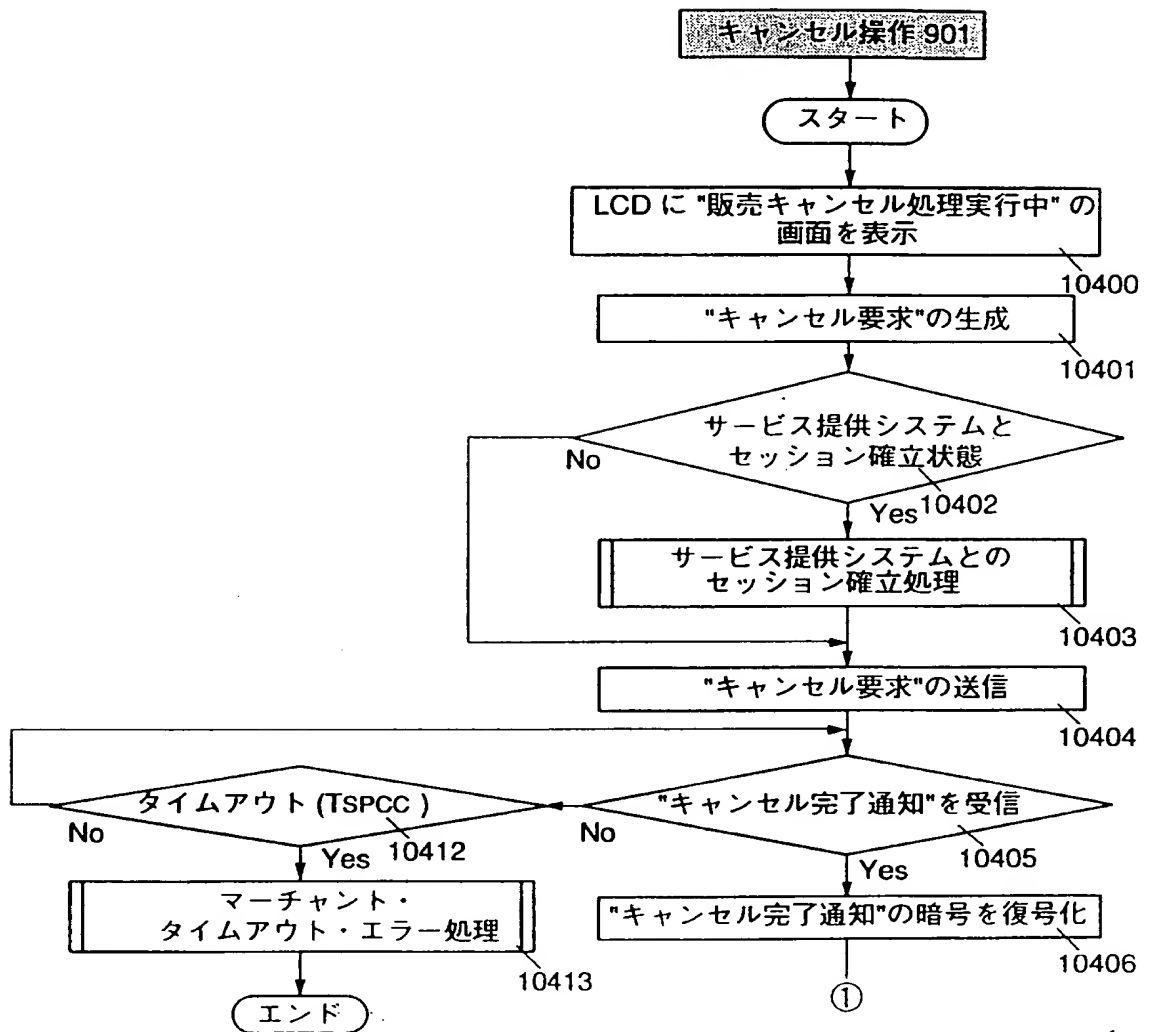 キャンセル操作 901
スタート
LCD に "販売キャンセル処理実行中" の
画面を表示
10400
"キャンセル要求"の生成
10401
サービス提供システムと
セッション確立状態
No
10402
Yes
サービス提供システムとの
セッション確立処理
10403
"キャンセル要求"の送信
10404
タイムアウト (TSPCC )
"キャンセル完了通知"を受信
No
10412
No
10405
Yes
Yes
マーチャント・
タイムアウト・エラー処理
"キャンセル完了通知"の暗号を復号化
10413
10406
エンド
①